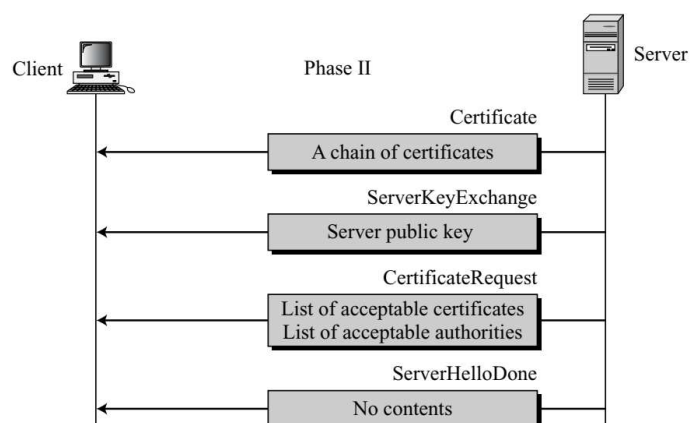 Client
Phase II
Server
Certificate
A chain of certificates
ServerKeyExchange
Server public key
CertificateRequest
List of acceptable certificates
List of acceptable authorities
ServerHelloDone
No contents